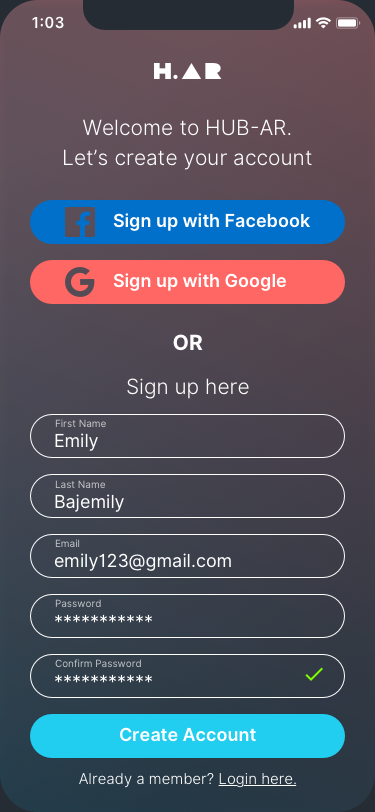 1:03
H.AR
Welcome to HUB-AR.
Let’s create your account
Sign up with Facebook
Sign up with Google
OR
Sign up here
First Name
Emily
Last Name
Bajemily
Email
emily123@gmail.com
Password
***********
Confirm Password
***********
Create Account
Already a member? Login here.